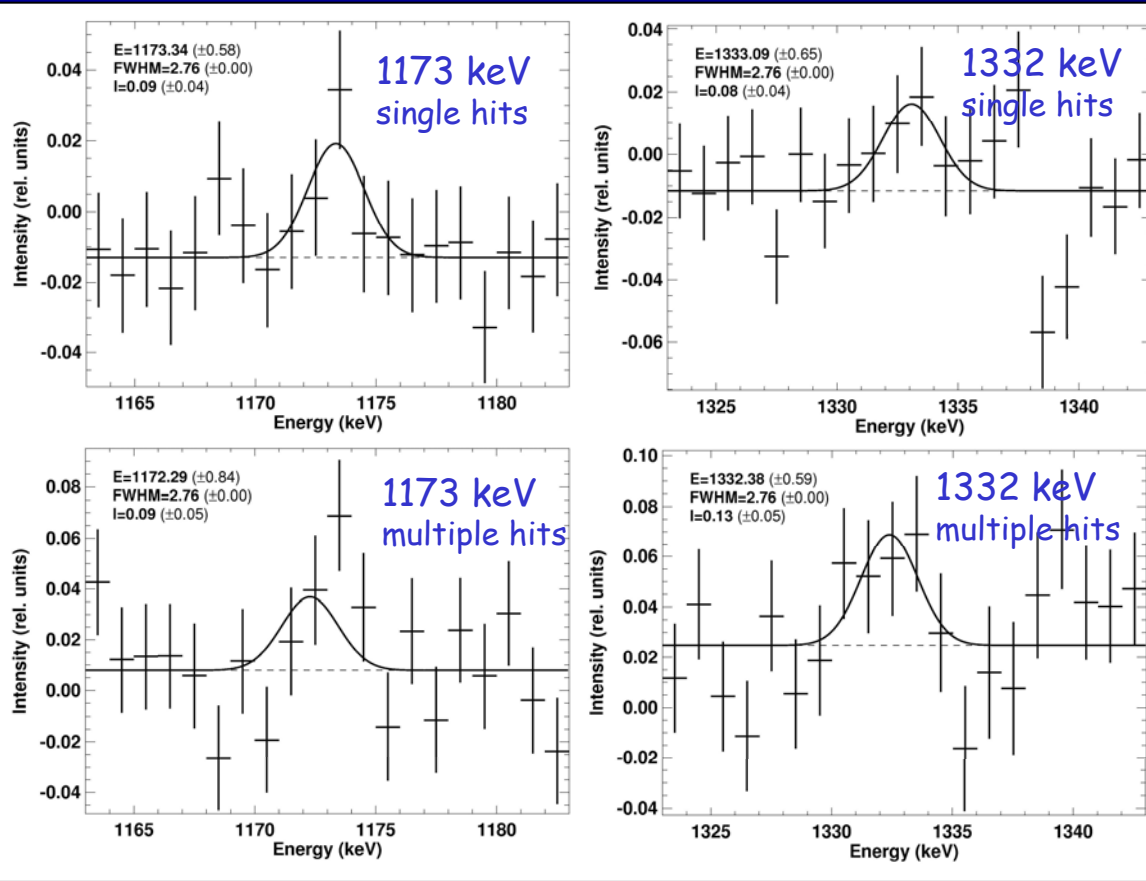 E=1173.34 (±0.58)
FWHM=2.76 (±0.00)
I=0.09 (±0.04)
1173 keV
single hits
Intensity (rel. units)
0.04
0.02
0.00
-0.02
-0.04
1165 1170 1175 1180
Energy (keV)
E=1333.09 (±0.65)
FWHM=2.76 (±0.00)
I=0.08 (±0.04)
1332 keV
single hits
Intensity (rel. units)
0.04
0.02
0.00
-0.02
-0.04
-0.06
1325 1330 1335 1340
Energy (keV)
E=1172.29 (±0.84)
FWHM=2.76 (±0.00)
I=0.09 (±0.05)
1173 keV
multiple hits
Intensity (rel. units)
0.08
0.06
0.04
0.02
0.00
-0.02
-0.04
1165 1170 1175 1180
Energy (keV)
E=1332.38 (±0.59)
FWHM=2.76 (±0.00)
I=0.13 (±0.05)
1332 keV
multiple hits
Intensity (rel. units)
0.10
0.08
0.06
0.04
0.02
0.00
-0.02
-0.04
1325 1330 1335 1340
Energy (keV)